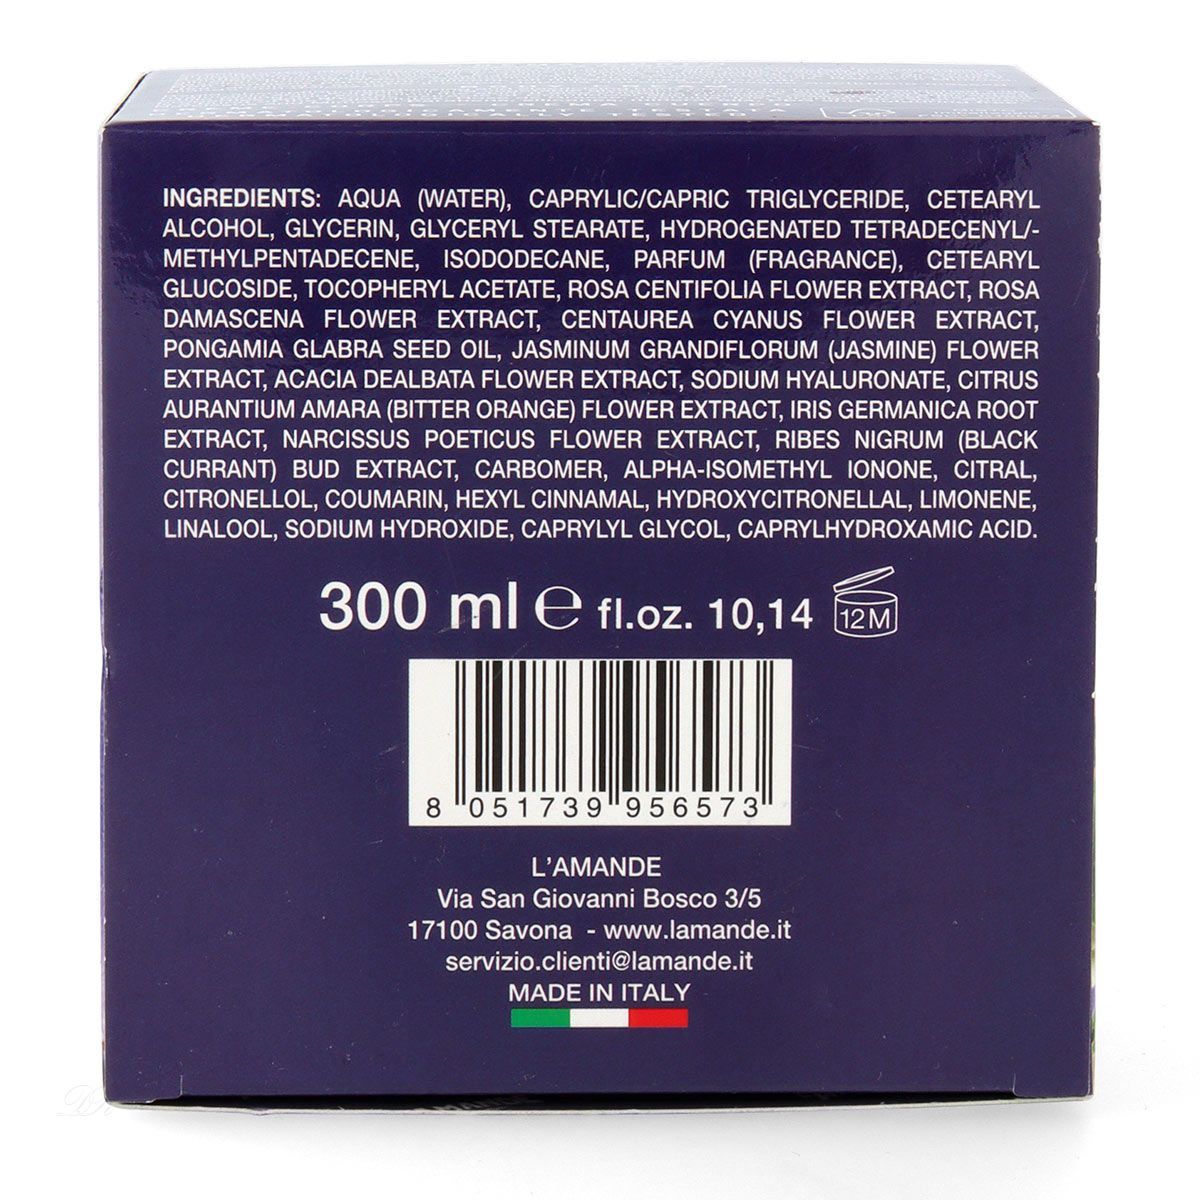 DERMATOLOGICALLY TESTED
INGREDIENTS: AQUA (WATER), CAPRYLIC/CAPRIC TRIGLYCERIDE, CETEARYL
ALCOHOL, GLYCERIN, GLYCERYL STEARATE, HYDROGENATED TETRADECENYL/-
METHYLPENTADECENE, ISODODECANE, PARFUM (FRAGRANCE), CETEARYL
GLUCOSIDE, TOCOPHERYL ACETATE, ROSA CENTIFOLIA FLOWER EXTRACT, ROSA
DAMASCENA FLOWER EXTRACT, CENTAUREA CYANUS FLOWER EXTRACT,
PONGAMIA GLABRA SEED OIL, JASMINUM GRANDIFLORUM (JASMINE) FLOWER
EXTRACT, ACACIA DEALBATA FLOWER EXTRACT, SODIUM HYALURONATE, CITRUS
AURANTIUM AMARA (BITTER ORANGE) FLOWER EXTRACT, IRIS GERMANICA ROOT
EXTRACT, NARCISSUS POETICUS FLOWER EXTRACT, RIBES NIGRUM (BLACK
CURRANT) BUD EXTRACT, CARBOMER, ALPHA-ISOMETHYL IONONE, CITRAL,
CITRONELLOL, COUMARIN, HEXYL CINNAMAL, HYDROXYCITRONELLAL, LIMONENE,
LINALOOL, SODIUM HYDROXIDE, CAPRYLYL GLYCOL, CAPRYLHYDROXAMIC ACID.
300 ml ℮ fl.oz. 10,14 12M
8 051739 956573
L'AMANDE
Via San Giovanni Bosco 3/5
17100 Savona - www.lamande.it
servizio.clienti@lamande.it
MADE IN ITALY